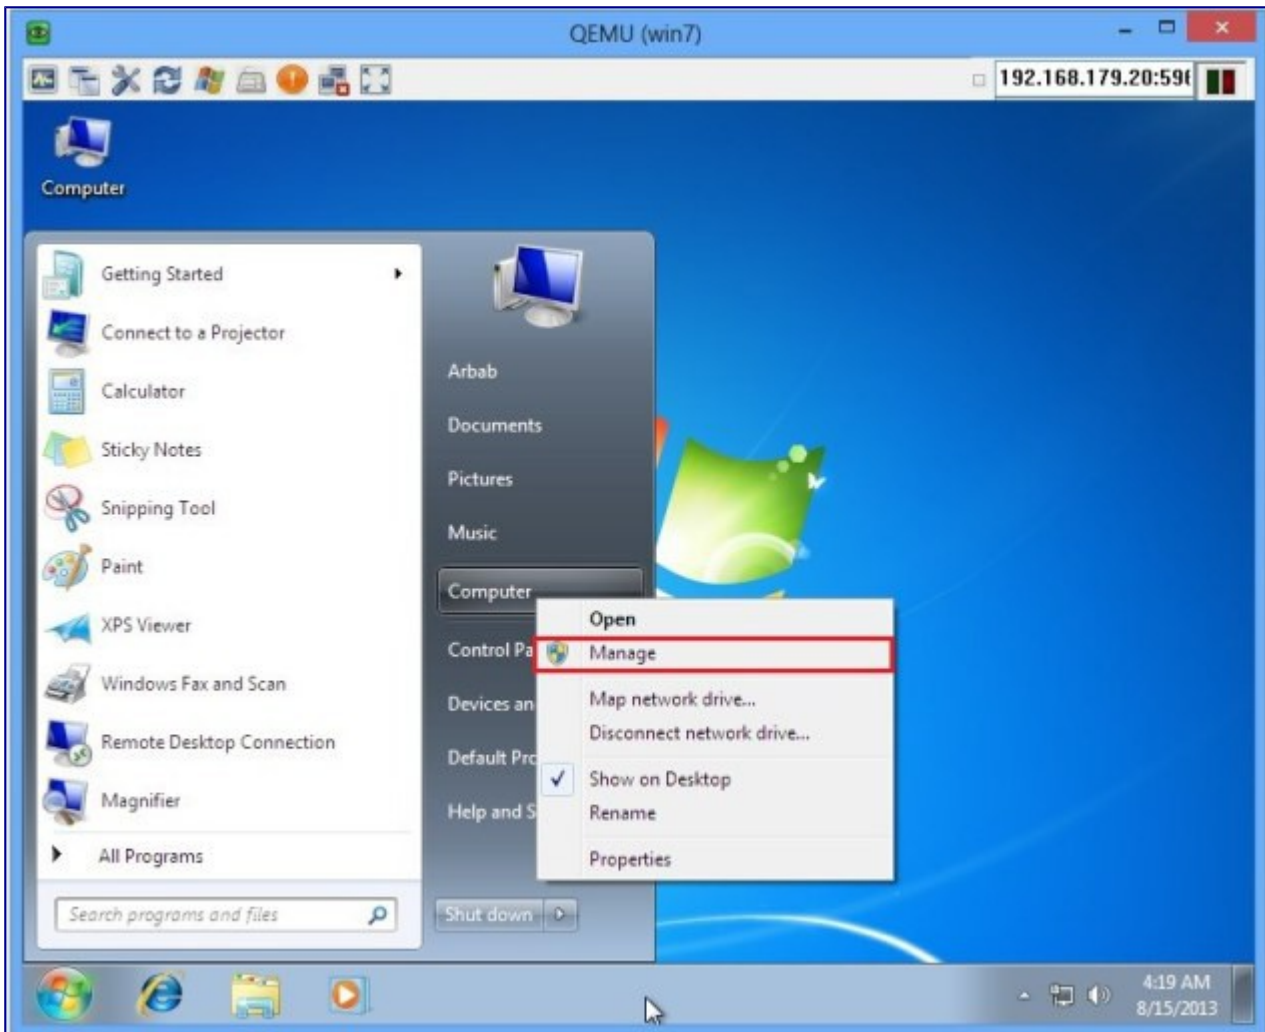 QEMU (win7)
192.168.179.20:590
Computer
Getting Started
Connect to a Projector
Calculator
Sticky Notes
Snipping Tool
Paint
XPS Viewer
Windows Fax and Scan
Remote Desktop Connection
Magnifier
All Programs
Search programs and files
Arbab
Documents
Pictures
Music
Computer
Control Pa
Devices an
Default Pro
Help and S
Shut down
Open
Manage
Map network drive...
Disconnect network drive...
Show on Desktop
Rename
Properties
4:19 AM
8/15/2013